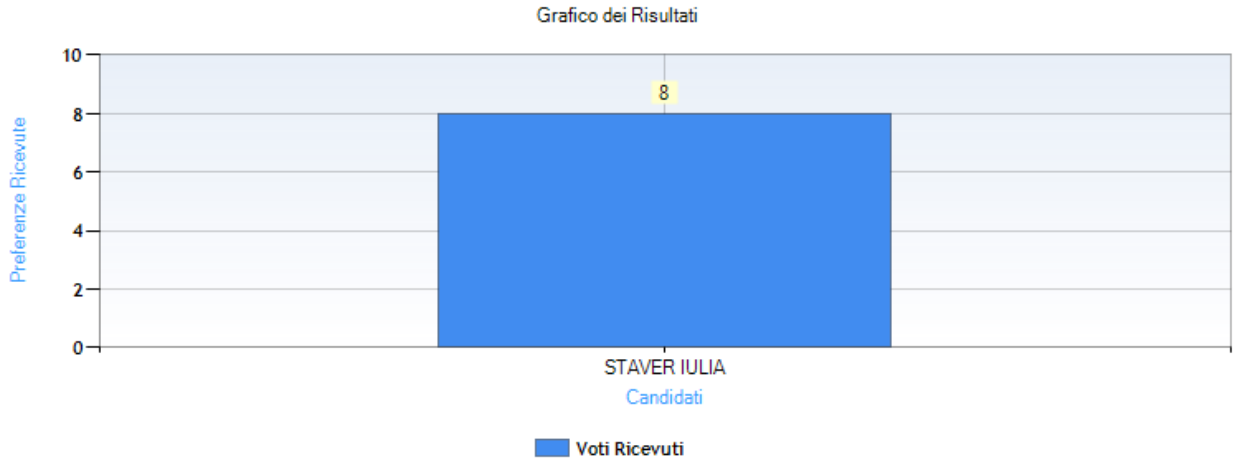 Grafico dei Risultati
10
8
8
6
4
2
0
Preferenze Ricevute
STAVER IULIA
Candidati
Voti Ricevuti